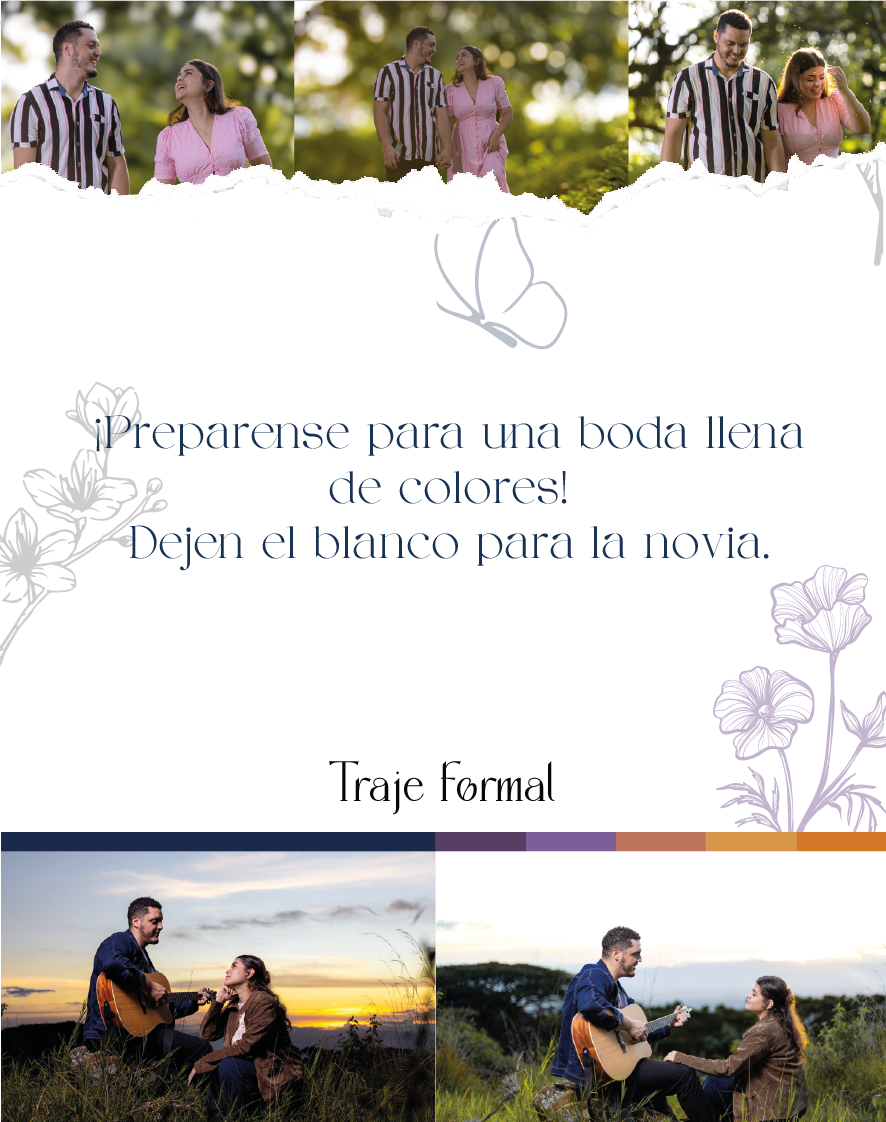 ¡Preparense para una boda llena
de colores!
Dejen el blanco para la novia.
Traje Formal